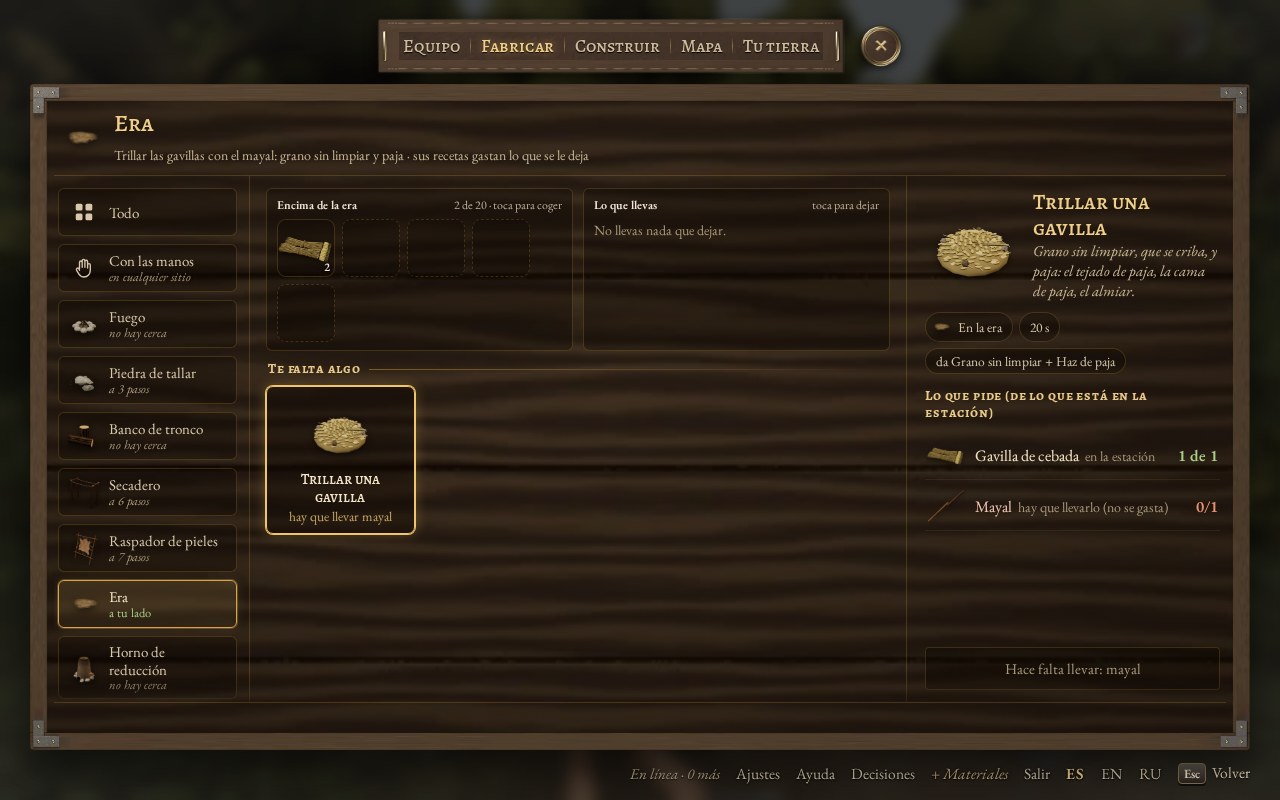 Equipo Fabricar Construir Mapa Tu tierra
Era
Trillar las gavillas con el mayal: grano sin limpiar y paja · sus recetas gastan lo que se le deja
Todo
Con las manos
en cualquier sitio
Fuego
no hay cerca
Piedra de tallar
a 3 pasos
Banco de tronco
no hay cerca
Secadero
a 6 pasos
Raspador de pieles
a 7 pasos
Era
a tu lado
Horno de
reducción
no hay cerca
Encima de la era 2 de 20 · toca para coger
2
Lo que llevas toca para dejar
No llevas nada que dejar.
Te falta algo
Trillar una
gavilla
hay que llevar mayal
Trillar una
gavilla
Grano sin limpiar, que se criba, y
paja: el tejado de paja, la cama
de paja, el almiar.
En la era 20 s
da Grano sin limpiar + Haz de paja
Lo que pide (de lo que está en la
estación)
Gavilla de cebada en la estación 1 de 1
Mayal hay que llevarlo (no se gasta) 0/1
Hace falta llevar: mayal
En línea · 0 más Ajustes Ayuda Decisiones + Materiales Salir ES EN RU Esc Volver